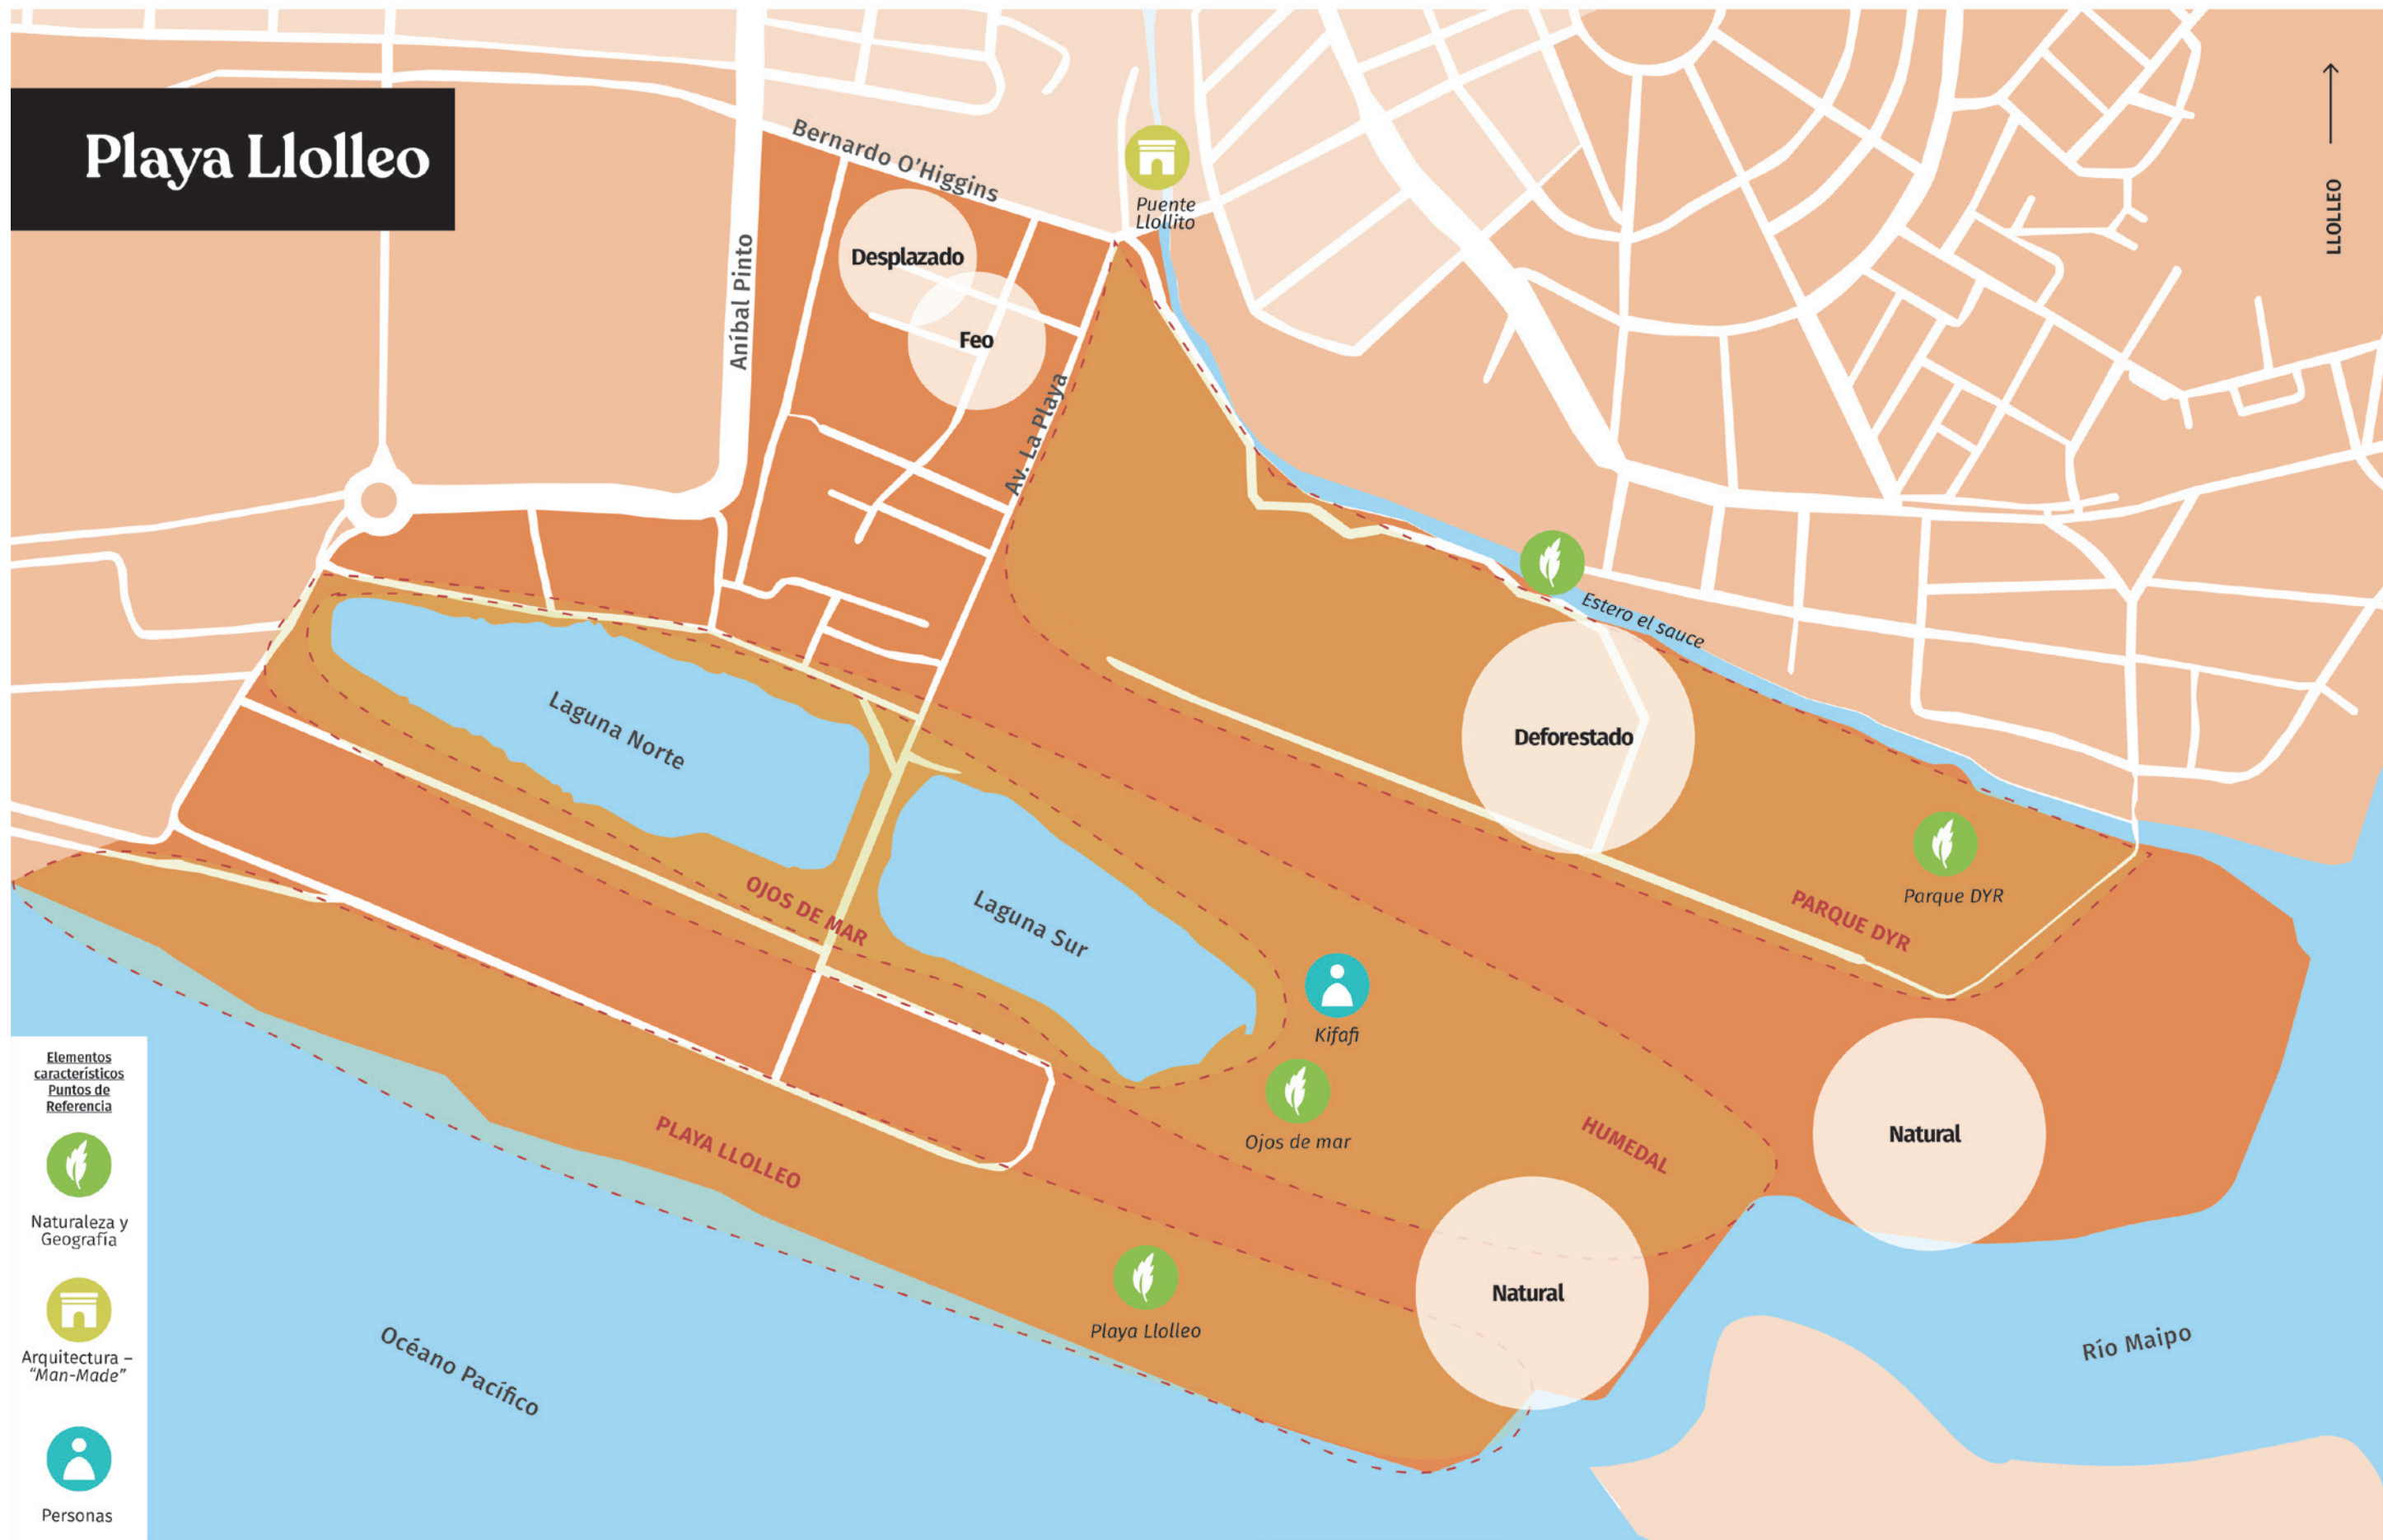 Playa Llolleo
Bernardo O'Higgins
Puente
Llollito
LLOLLEO
Aníbal Pinto
Desplazado
Feo
Av. La Playa
Estero el sauce
Laguna Norte
Deforestado
Laguna Sur
OJOS DE MAR
PARQUE DYR
Parque DYR
Kifafi
Ojos de mar
HUMEDAL
Natural
PLAYA LLOLLEO
Natural
Playa Llolleo
Océano Pacífico
Río Maipo
Elementos
característicos
Puntos de
Referencia
Naturaleza y
Geografía
Arquitectura –
“Man-Made”
Personas